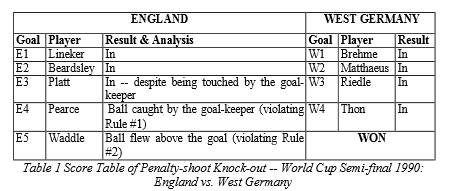 ENGLAND WEST GERMANY
Goal Player Result & Analysis Goal Player Result
E1 Lineker In W1 Brehme In
E2 Beardsley In W2 Matthaeus In
E3 Platt In -- despite being touched by the goal-keeper W3 Riedle In
E4 Pearce Ball caught by the goal-keeper (violating Rule #1) W4 Thon In
E5 Waddle Ball flew above the goal (violating Rule #2) WON
Table 1 Score Table of Penalty-shoot Knock-out -- World Cup Semi-final 1990:
England vs. West Germany